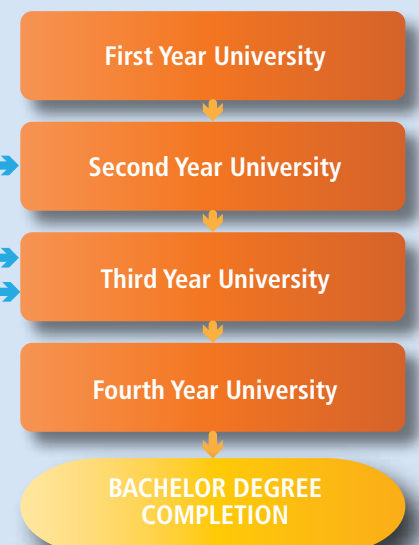 First Year University
Second Year University
Third Year University
Fourth Year University
BACHELOR DEGREE
COMPLETION